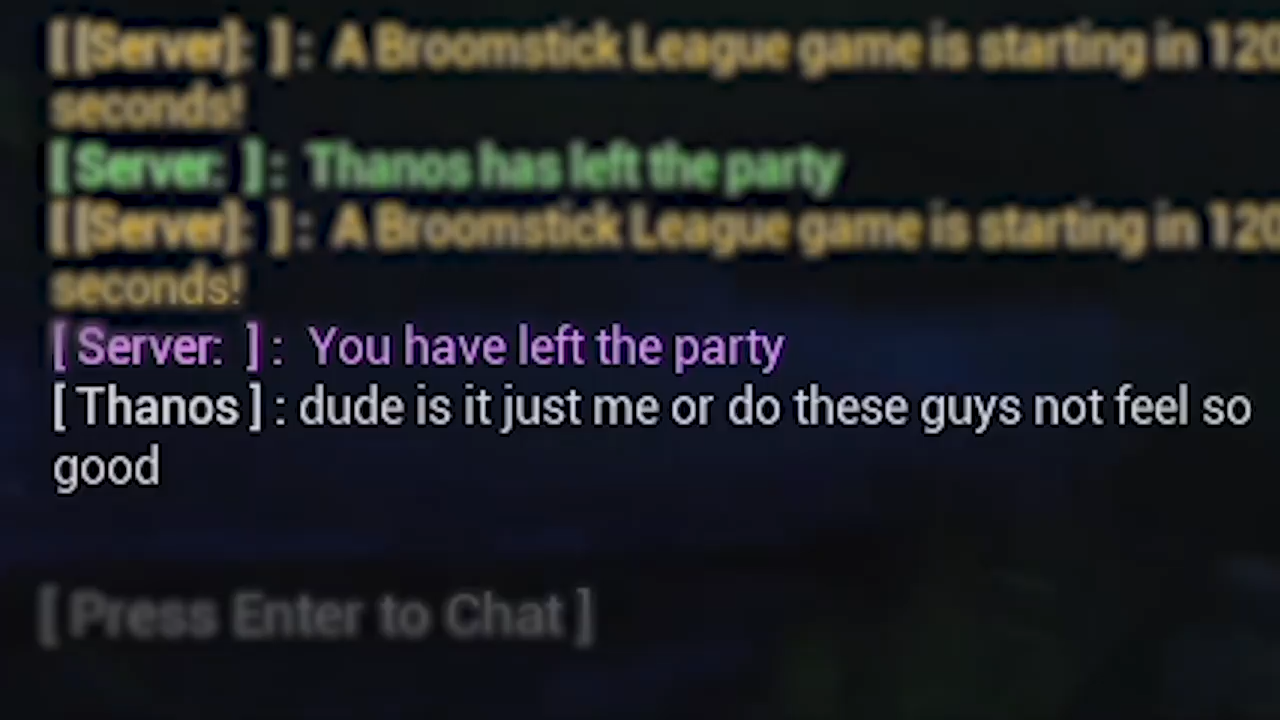 [[Server]: ] : A Broomstick League game is starting in 120
seconds!
[Server: ] : Thanos has left the party
[[Server]: ] : A Broomstick League game is starting in 120
seconds!
[ Server: ] : You have left the party
[ Thanos ] : dude is it just me or do these guys not feel so
good
[ Press Enter to Chat ]